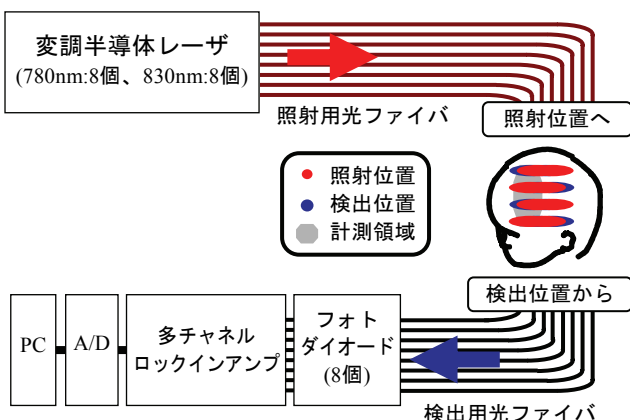 変調半導体レーザ
(780nm:8個、830nm:8個)
照射用光ファイバ
照射位置へ
照射位置
検出位置
計測領域
検出位置から
PC
A/D
多チャネル
ロックインアンプ
フォト
ダイオード
(8個)
検出用光ファイバ